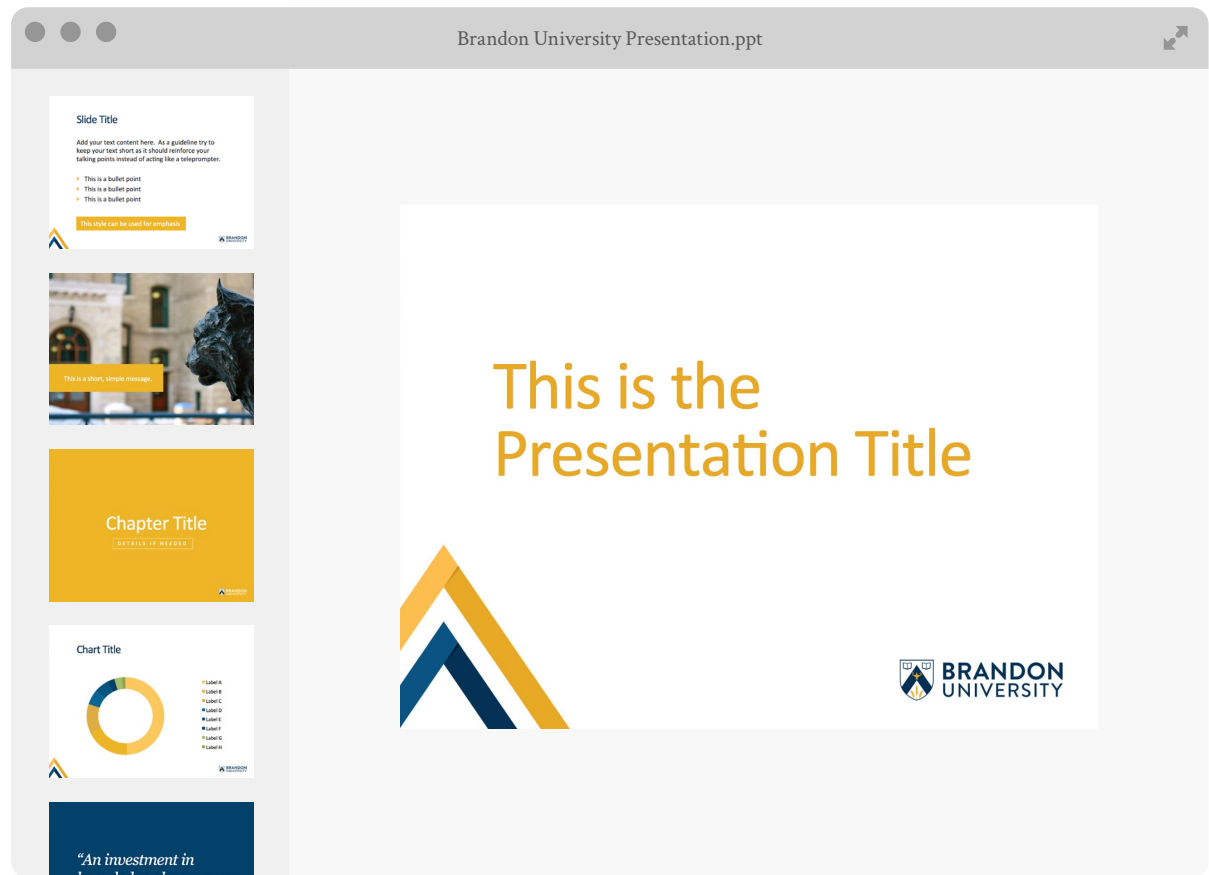 Brandon University Presentation.ppt
Slide Title
Add your text content here. As a guideline try to
keep your text short as it should reinforce your
talking points instead of acting like a teleprompter.
This is a bullet point
This is a bullet point
This is a bullet point
This style can be used for emphasis
BRANDON
UNIVERSITY
This is a short, simple message.
Chapter Title
DETAILS IF NEEDED
BRANDON
UNIVERSITY
Chart Title
Label A
Label B
Label C
Label D
Label E
Label F
Label G
Label H
BRANDON
UNIVERSITY
“An investment in
This is the
Presentation Title
BRANDON
UNIVERSITY